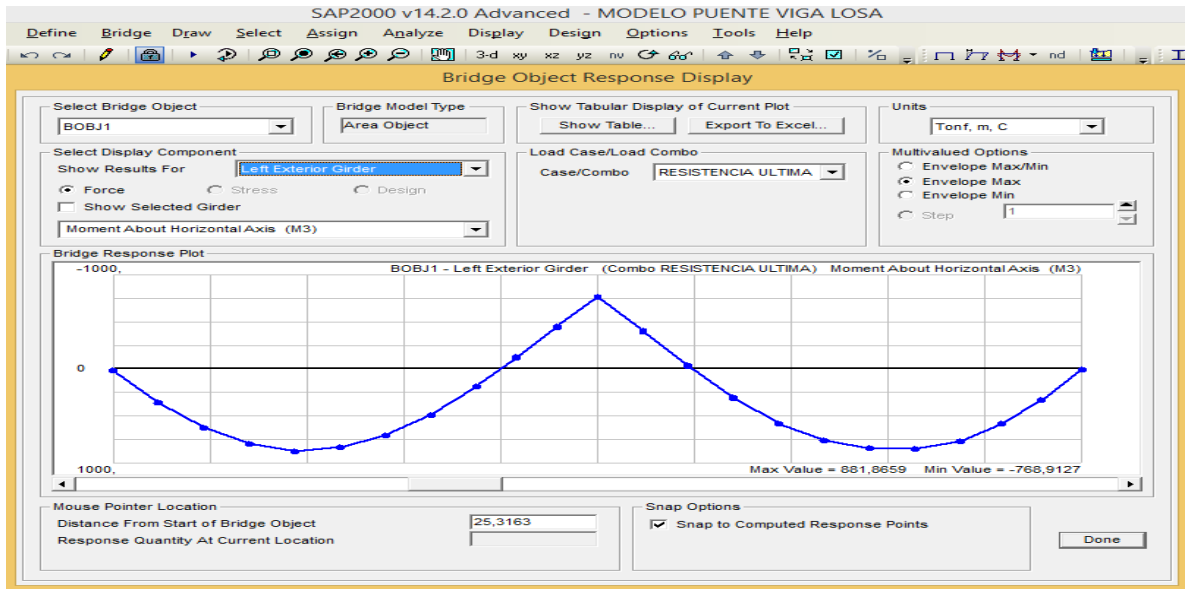 SAP2000 v14.2.0 Advanced - MODELO PUENTE VIGA LOSA
Define Bridge Draw Select Assign Analyze Display Design Options Tools Help
3-d xy xz yz nv nd
Bridge Object Response Display
Select Bridge Object
BOBJ1
Bridge Model Type
Area Object
Show Tabular Display of Current Plot
Show Table... Export To Excel...
Units
Tonf, m, C
Select Display Component
Show Results For Left Exterior Girder
Force Stress Design
Show Selected Girder
Moment About Horizontal Axis (M3)
Load Case/Load Combo
Case/Combo RESISTENCIA ULTIMA
Multivalued Options
Envelope Max/Min
Envelope Max
Envelope Min
Step 1
Bridge Response Plot
-1000, BOBJ1 - Left Exterior Girder (Combo RESISTENCIA ULTIMA) Moment About Horizontal Axis (M3)
0
1000, Max Value = 881,8659 Min Value = -768,9127
Mouse Pointer Location
Distance From Start of Bridge Object 25,3163
Response Quantity At Current Location
Snap Options
Snap to Computed Response Points
Done